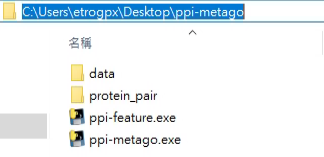 C:\Users\etrogpx\Desktop\ppi-metago
名稱
data
protein_pair
ppi-feature.exe
ppi-metago.exe